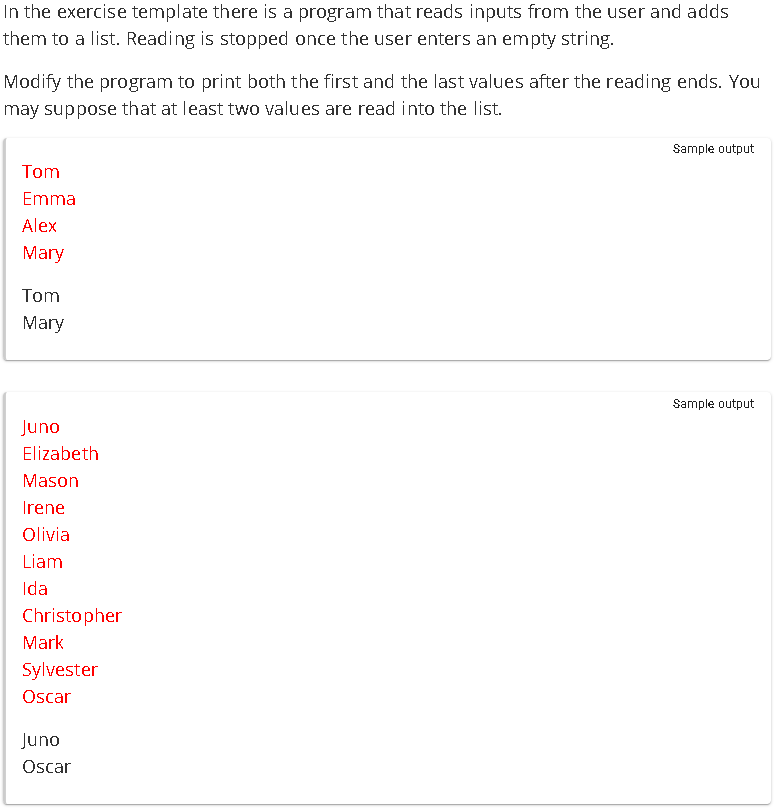 In the exercise template there is a program that reads inputs from the user and adds
them to a list. Reading is stopped once the user enters an empty string.
Modify the program to print both the first and the last values after the reading ends. You
may suppose that at least two values are read into the list.
Sample output
Tom
Emma
Alex
Mary
Tom
Mary
Sample output
Juno
Elizabeth
Mason
Irene
Olivia
Liam
Ida
Christopher
Mark
Sylvester
Oscar
Juno
Oscar